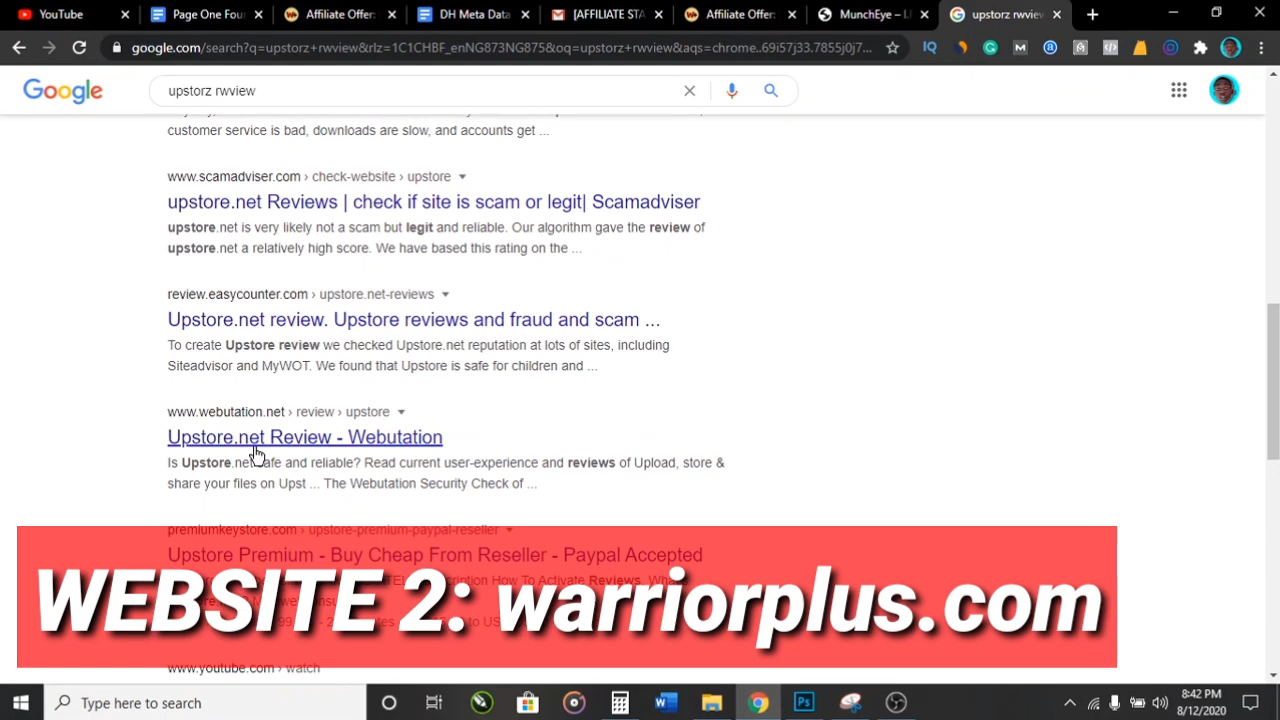 YouTube
Page One Four
Affiliate Offer:
DH Meta Data
[AFFILIATE STA
Affiliate Offer:
MunchEye – I.
upstorz rwvie
google.com/search?q=upstorz+rwview&rlz=1C1CHBF_enNG873NG875&oq=upstorz+rwview&aqs=chrome..69i57j33.7855j0j7...
Google
upstorz rwview
customer service is bad, downloads are slow, and accounts get ...
www.scamadviser.com › check-website › upstore
upstore.net Reviews | check if site is scam or legit| Scamadviser
upstore.net is very likely not a scam but legit and reliable. Our algorithm gave the review of
upstore.net a relatively high score. We have based this rating on the ...
review.easycounter.com › upstore.net-reviews
Upstore.net review. Upstore reviews and fraud and scam ...
To create Upstore review we checked Upstore.net reputation at lots of sites, including
Siteadvisor and MyWOT. We found that Upstore is safe for children and ...
www.webutation.net › review › upstore
Upstore.net Review - Webutation
Is Upstore.net safe and reliable? Read current user-experience and reviews of Upload, store &
share your files on Upst ... The Webutation Security Check of ...
premiumkeystore.com › upstore-premium-paypal-reseller
Upstore Premium - Buy Cheap From Reseller - Paypal Accepted
WEBSITE 2: warriorplus.com
www.youtube.com › watch
Type here to search
8:42 PM
8/12/2020